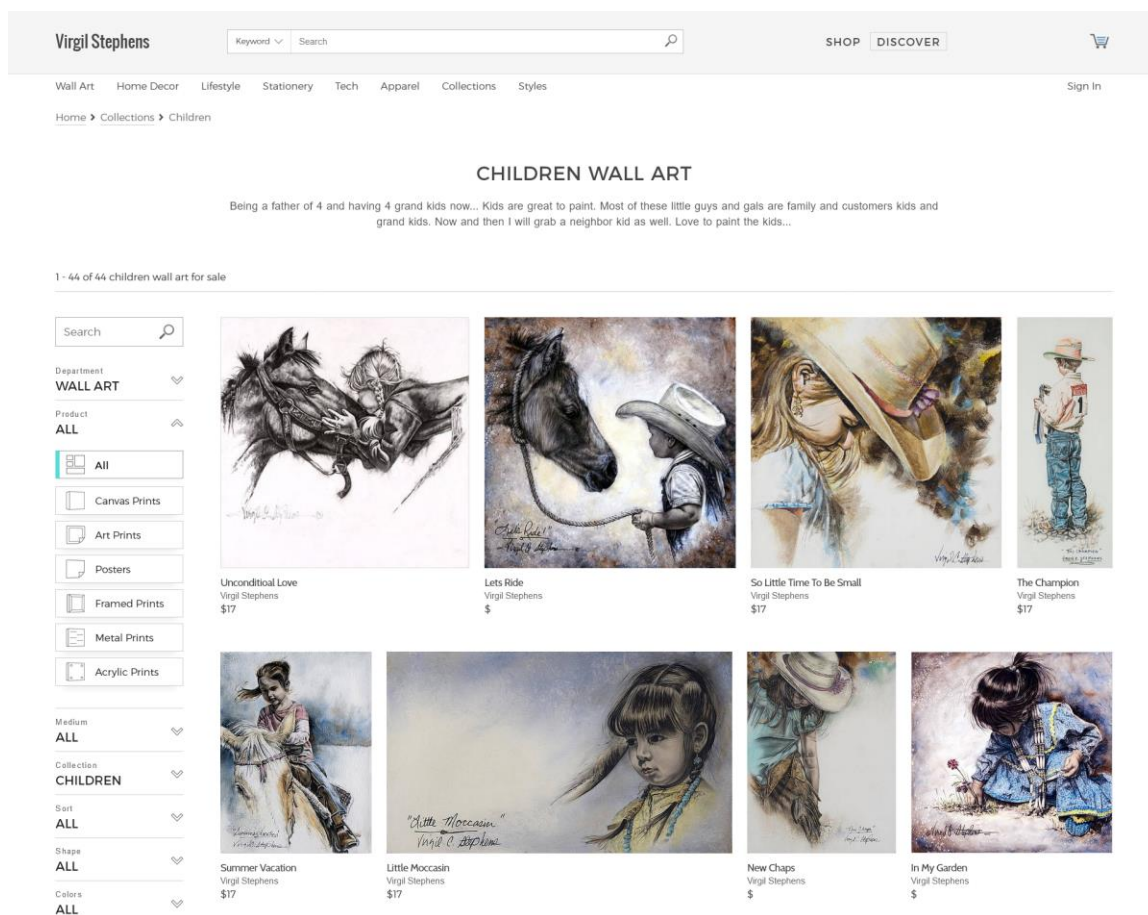 Virgil Stephens
Keyword
Search
SHOP DISCOVER
Wall Art Home Decor Lifestyle Stationery Tech Apparel Collections Styles Sign In
Home > Collections > Children
CHILDREN WALL ART
Being a father of 4 and having 4 grand kids now... Kids are great to paint. Most of these little guys and gals are family and customers kids and
grand kids. Now and then I will grab a neighbor kid as well. Love to paint the kids...
1 - 44 of 44 children wall art for sale
Search
Department
WALL ART
Product
ALL
All
Canvas Prints
Art Prints
Posters
Framed Prints
Metal Prints
Acrylic Prints
Medium
ALL
Collection
CHILDREN
Sort
ALL
Shape
ALL
Colors
ALL
1
Unconditioal Love
Virgil Stephens
$17
Lets Ride
Virgil Stephens
$
So Little Time To Be Small
Virgil Stephens
$17
The Champion
Virgil Stephens
$17
"Little Moccasin"
Virgil C. Stephens
Summer Vacation
Virgil Stephens
$17
Little Moccasin
Virgil Stephens
$17
New Chaps
Virgil Stephens
$
In My Garden
Virgil Stephens
$